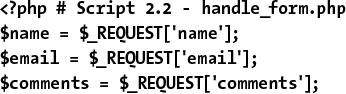 <?php # Script 2.2 - handle_form.php
$name = $_REQUEST['name'];
$email = $_REQUEST['email'];
$comments = $_REQUEST['comments'];